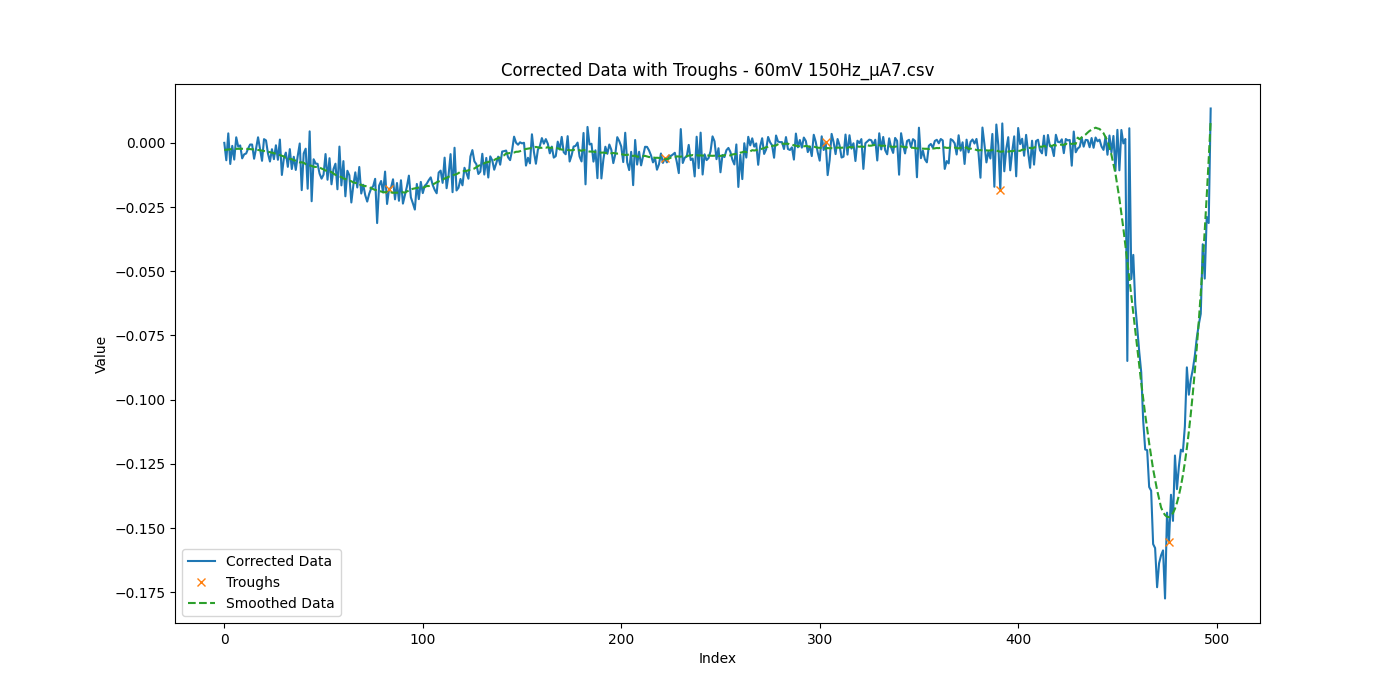 Corrected Data with Troughs - 60mV 150Hz_μA7.csv
Value
0.000
−0.025
−0.050
−0.075
−0.100
−0.125
−0.150
−0.175
Corrected Data
Troughs
Smoothed Data
0 100 200 300 400 500
Index